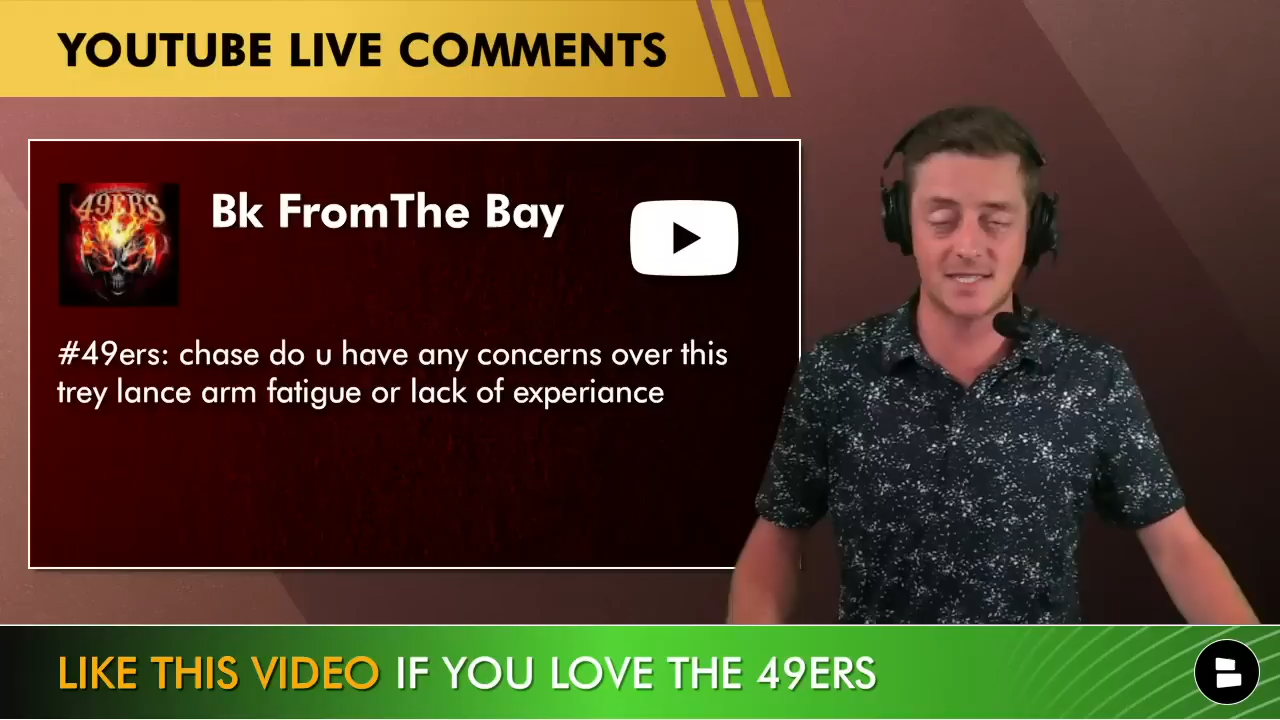 YOUTUBE LIVE COMMENTS
49ERS
Bk FromThe Bay
#49ers: chase do u have any concerns over this
trey lance arm fatigue or lack of experiance
LIKE THIS VIDEO IF YOU LOVE THE 49ERS